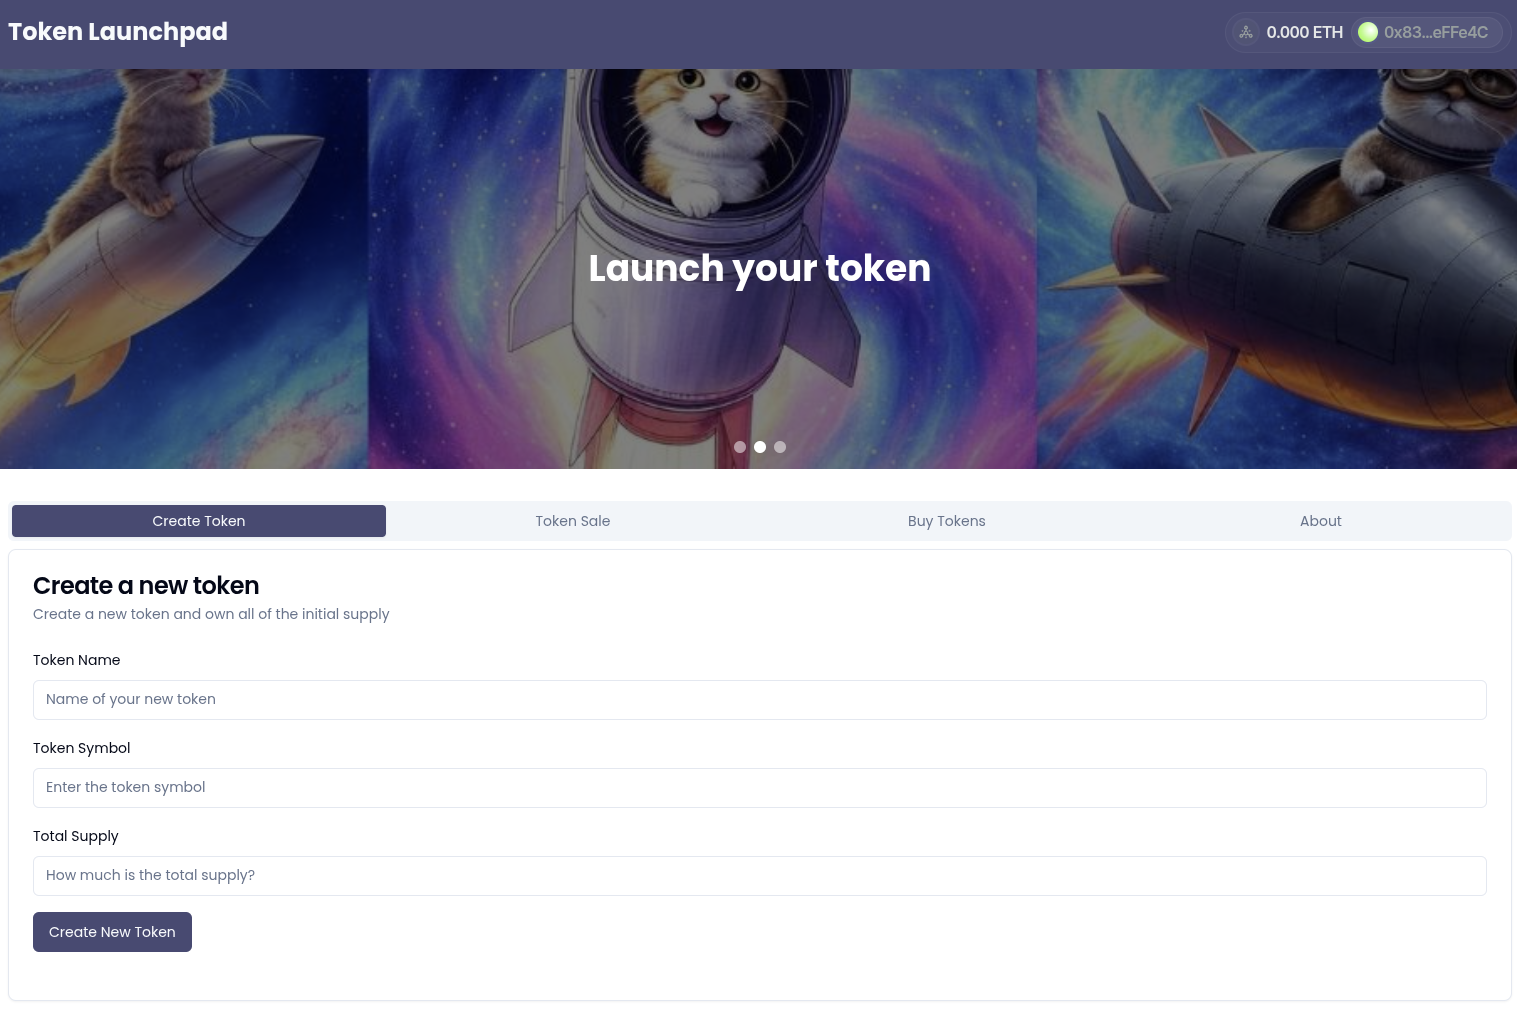 Token Launchpad
0.000 ETH
0x83...eFFe4C
Launch your token
Create Token
Token Sale
Buy Tokens
About
Create a new token
Create a new token and own all of the initial supply
Token Name
Name of your new token
Token Symbol
Enter the token symbol
Total Supply
How much is the total supply?
Create New Token